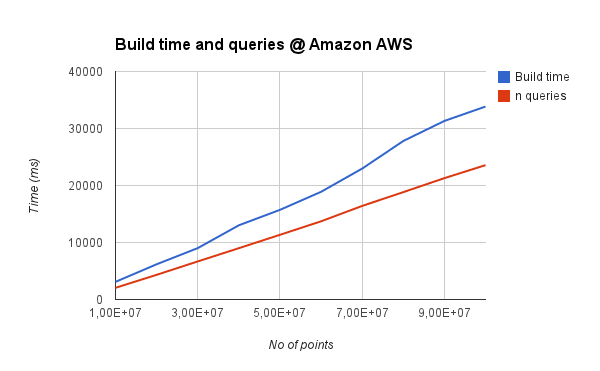 Build time and queries @ Amazon AWS
40000
30000
20000
10000
0
Time (ms)
1,00E+07 3,00E+07 5,00E+07 7,00E+07 9,00E+07
No of points
Build time
n queries